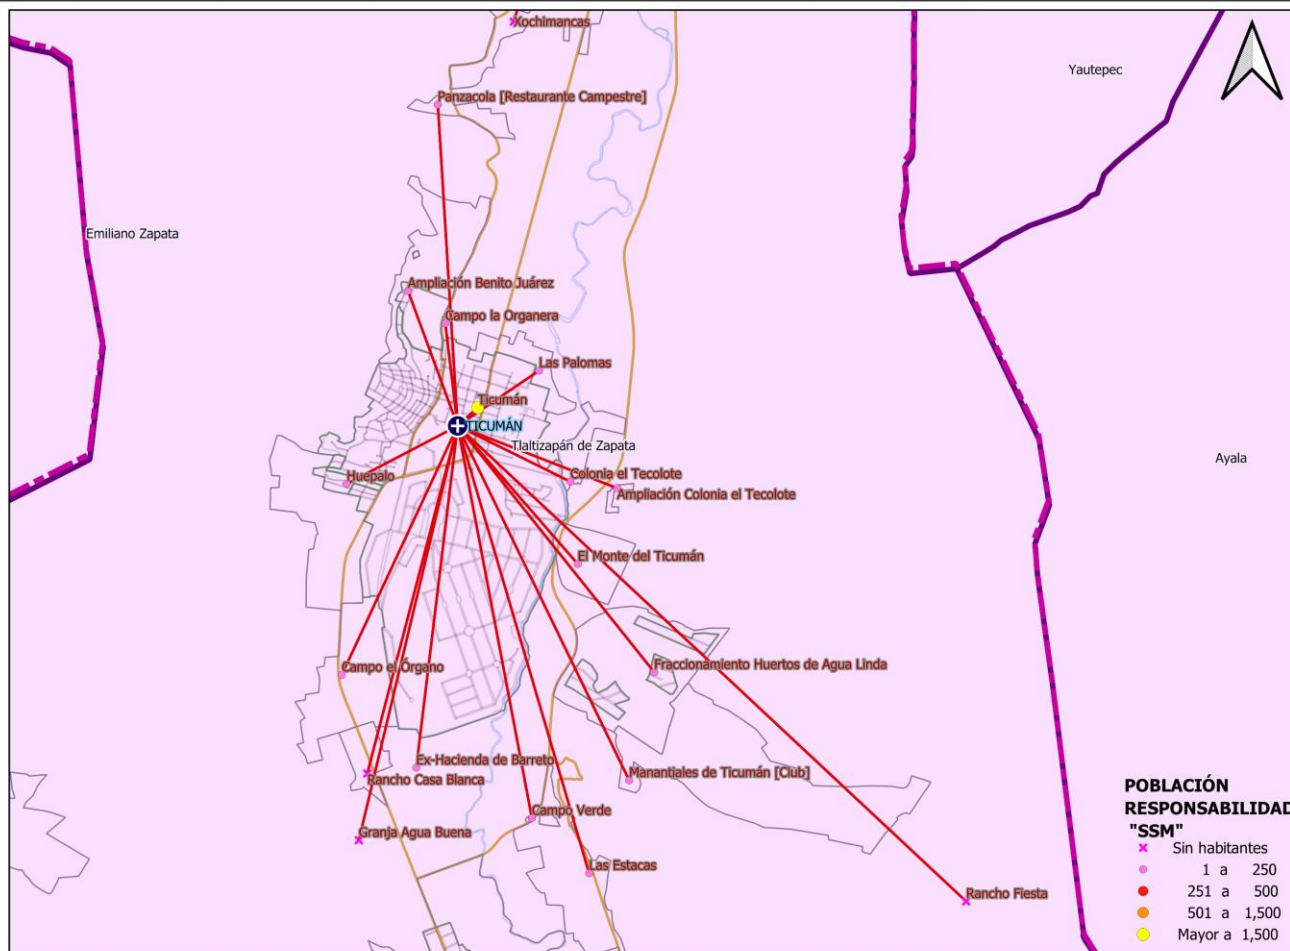 Xochimancas
Yautepec
Panzacola [Restaurante Campestre]
Emiliano Zapata
Ampliación Benito Juárez
Campo la Organera
Las Palomas
Ticumán
TICUMÁN
Tlaltizapán de Zapata
Ayala
Huepalo
Colonia el Tecolote
Ampliación Colonia el Tecolote
El Monte del Ticumán
Campo el Órgano
Fraccionamiento Huertos de Agua Linda
Ex-Hacienda de Barreto
Rancho Casa Blanca
Manantiales de Ticumán [Club]
Campo Verde
Granja Agua Buena
Las Estacas
Rancho Fiesta
POBLACIÓN
RESPONSABILIDAD
"SSM"
Sin habitantes
1 a 250
251 a 500
501 a 1,500
Mayor a 1,500